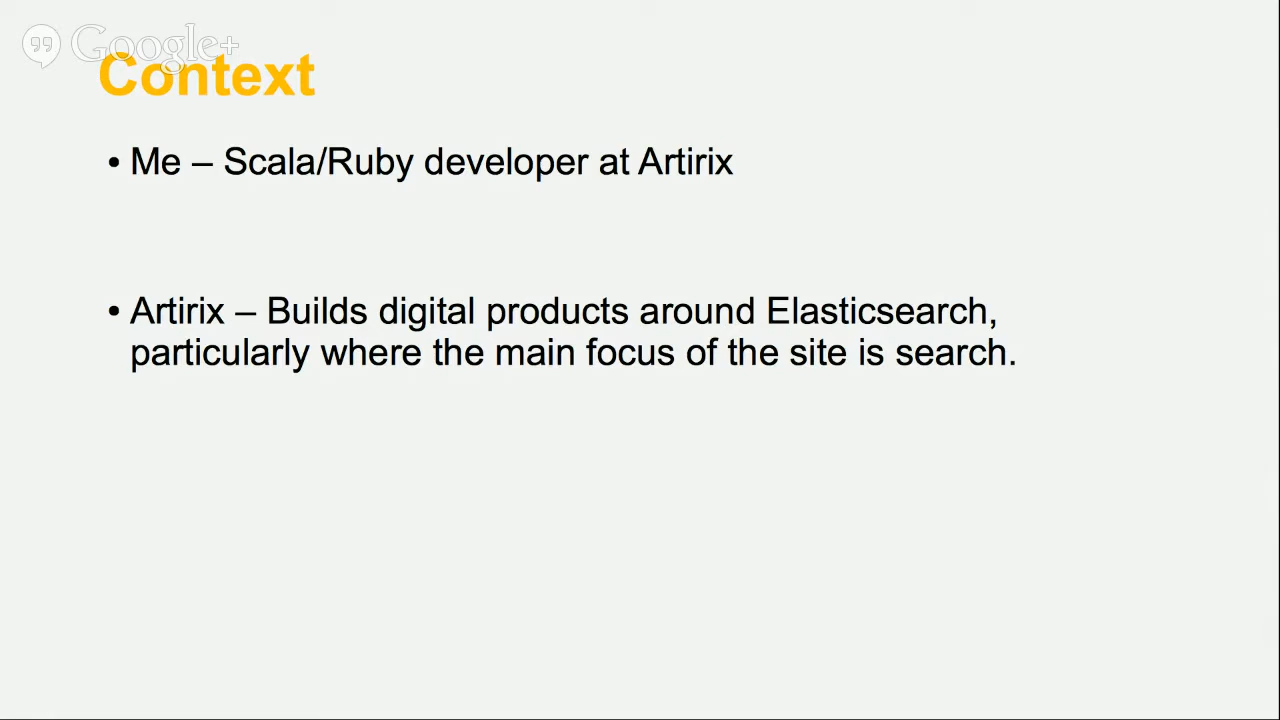 Google+
Context
• Me – Scala/Ruby developer at Artirix
• Artirix – Builds digital products around Elasticsearch,
particularly where the main focus of the site is search.